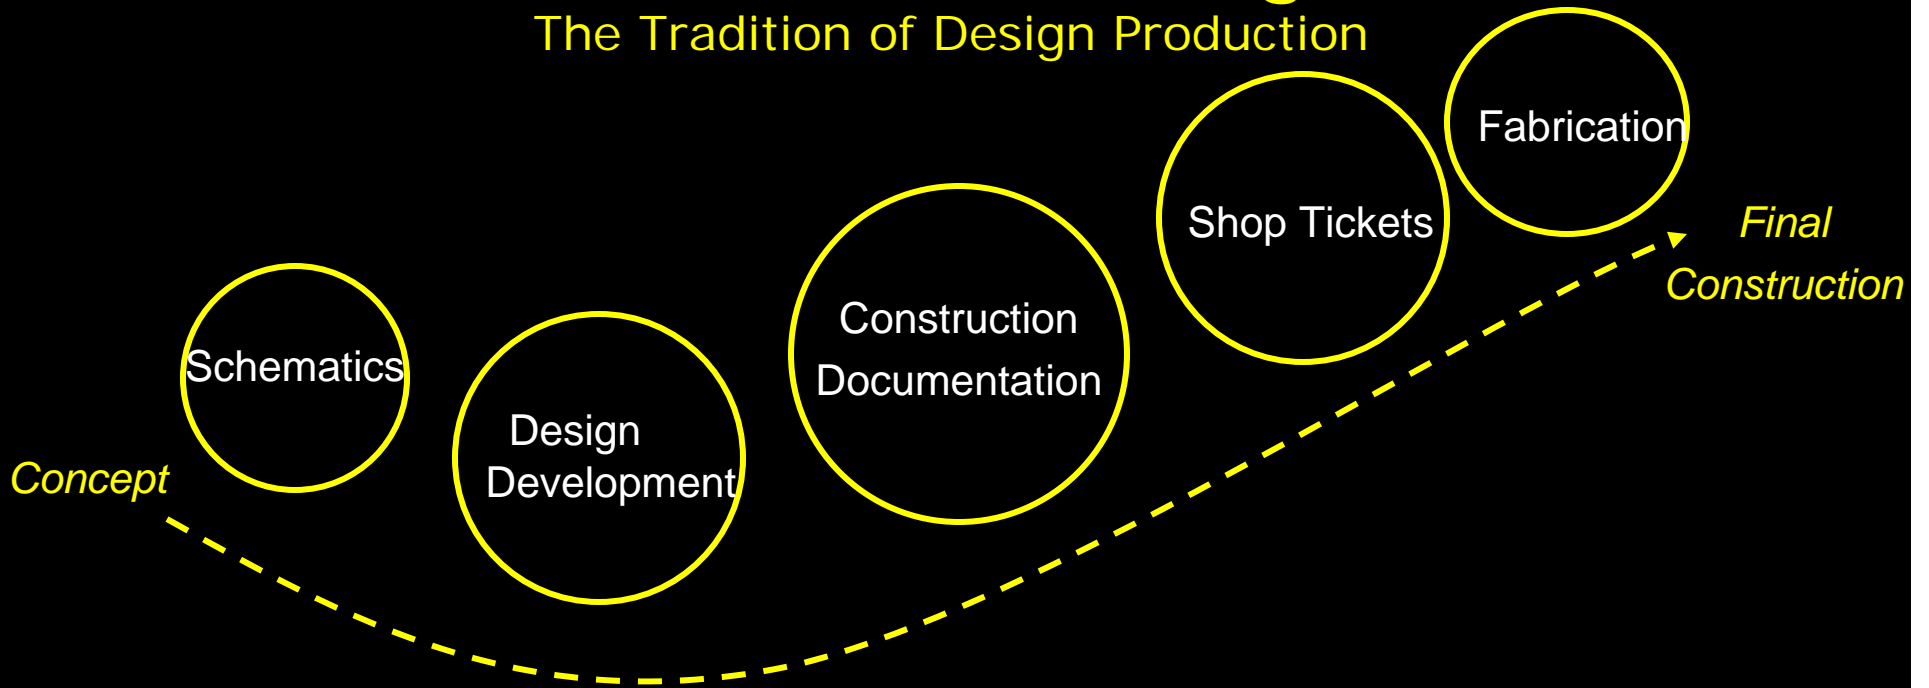 The Tradition of Design Production
Fabrication
Shop Tickets
Final
Construction
Construction
Documentation
Schematics
Design
Development
Concept